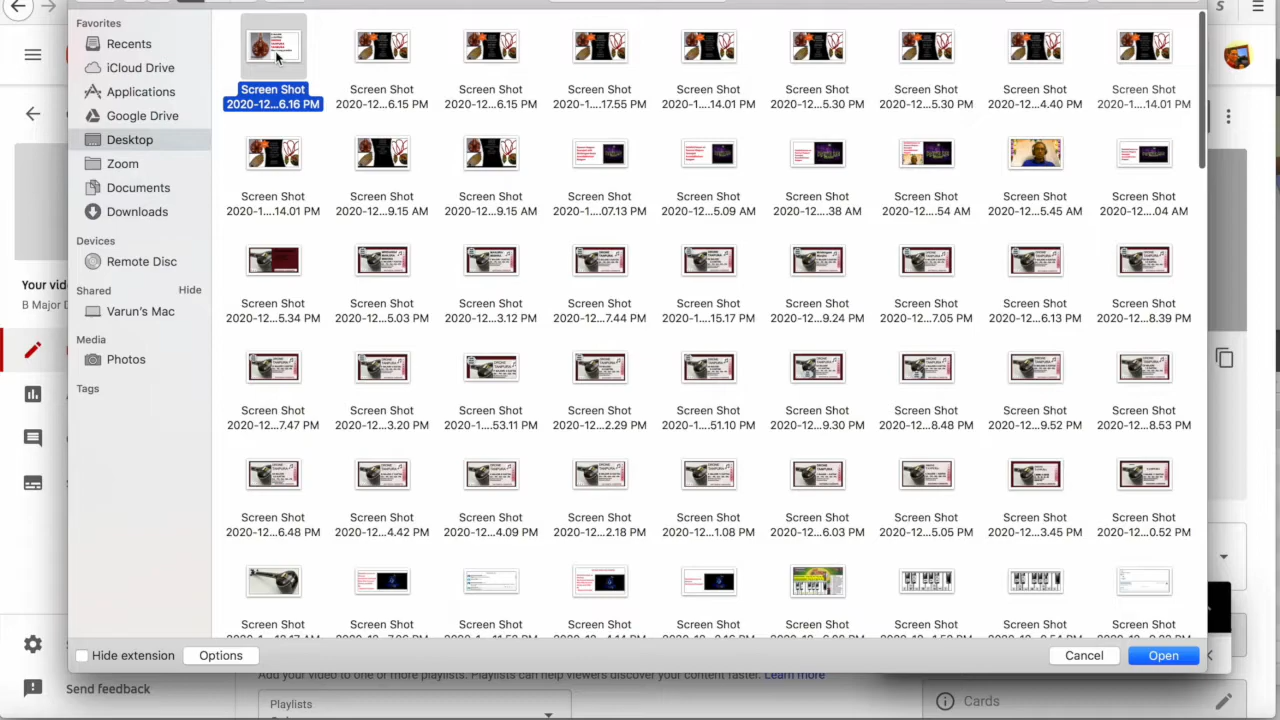 Favorites
Recents
iCloud Drive
Applications
Google Drive
Desktop
Zoom
Documents
Downloads
Devices
Remote Disc
Shared
Hide
Varun's Mac
Media
Photos
Tags
Screen Shot Screen Shot Screen Shot Screen Shot Screen Shot Screen Shot Screen Shot Screen Shot Screen Shot
2020-12...6.16 PM 2020-12...6.15 PM 2020-12...6.15 PM 2020-1....17.55 PM 2020-1....14.01 PM 2020-12...5.30 PM 2020-12...5.30 PM 2020-12...4.40 PM 2020-1....14.01 PM
Screen Shot Screen Shot Screen Shot Screen Shot Screen Shot Screen Shot Screen Shot Screen Shot Screen Shot
2020-1....14.01 PM 2020-12...9.15 AM 2020-12...9.15 AM 2020-1....07.13 PM 2020-12...5.09 AM 2020-12....38 AM 2020-12....54 AM 2020-12...5.45 AM 2020-12....04 AM
Screen Shot Screen Shot Screen Shot Screen Shot Screen Shot Screen Shot Screen Shot Screen Shot Screen Shot
2020-12...5.34 PM 2020-12...5.03 PM 2020-12...3.12 PM 2020-12...7.44 PM 2020-1....15.17 PM 2020-12...9.24 PM 2020-12...7.05 PM 2020-12...6.13 PM 2020-12...8.39 PM
Screen Shot Screen Shot Screen Shot Screen Shot Screen Shot Screen Shot Screen Shot Screen Shot Screen Shot
2020-12...7.47 PM 2020-12...3.20 PM 2020-1....53.11 PM 2020-12...2.29 PM 2020-1....51.10 PM 2020-12...9.30 PM 2020-12...8.48 PM 2020-12...9.52 PM 2020-12...8.53 PM
Screen Shot Screen Shot Screen Shot Screen Shot Screen Shot Screen Shot Screen Shot Screen Shot Screen Shot
2020-12...6.48 PM 2020-12...4.42 PM 2020-12...4.09 PM 2020-12...2.18 PM 2020-12...1.08 PM 2020-12...6.03 PM 2020-12...5.05 PM 2020-12...3.45 PM 2020-12...0.52 PM
Screen Shot Screen Shot Screen Shot Screen Shot Screen Shot Screen Shot Screen Shot Screen Shot Screen Shot
Hide extension
Options
Cancel
Open
Your vid
B Major
Send feedback
Add your video to one or more playlists. Playlists can help viewers discover your content faster. Learn more
Playlists
Cards